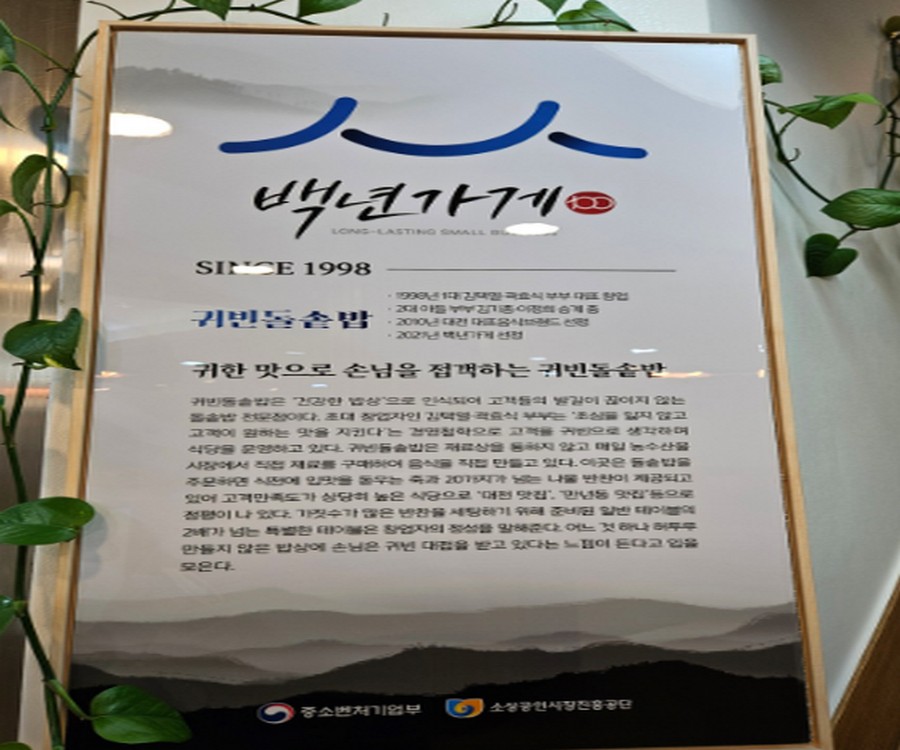 백년가게 100
LONG-LASTING SMALL
SINCE 1998
귀빈돌솥밥
· 1998년 1대 김택열·곽효식 부부 대표 창업
· 2대 아들 부부 승계 중
· 2010년 대전 대표음식브랜드 선정
· 2021년 백년가게 선정
귀한 맛으로 손님을 접객하는 귀빈돌솥밥
귀빈돌솥밥은 '건강한 밥상'으로 인식되어 고객들의 발길이 끊이지 않는
돌솥밥 전문점이다. 초대 창업자인 김택열·곽효식 부부는 '초심을 잃지 않고
고객이 원하는 맛을 지킨다'는 경영철학으로 고객을 귀빈으로 생각하며
식당을 운영하고 있다. 귀빈돌솥밥은 재료상을 통하지 않고 매일 농수산물
시장에서 직접 재료를 구매하여 음식을 직접 만들고 있다. 이곳은 돌솥밥을
주문하면 식전에 입맛을 돋우는 죽과 20가지가 넘는 나물 반찬이 제공되고
있어 고객만족도가 상당히 높은 식당으로 '대전 맛집', '만년동 맛집'등으로
정평이 나 있다. 가짓수가 많은 반찬을 세팅하기 위해 준비된 일반 테이블의
2배가 넘는 특별한 테이블은 창업자의 정성을 말해준다. 어느 것 하나 허투루
만들지 않은 밥상에 손님은 귀빈 대접을 받고 있다는 느낌이 든다고 입을
모은다.
중소벤처기업부 소상공인시장진흥공단